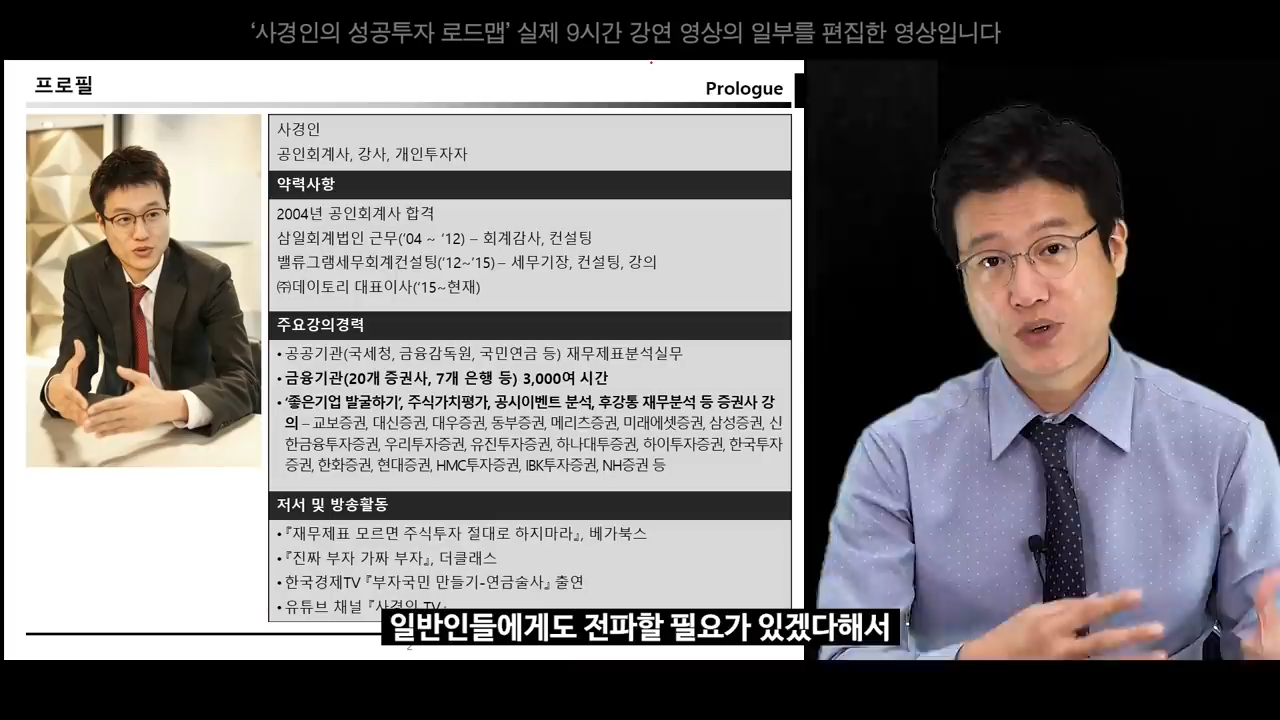 ‘사경인의 성공투자 로드맵’ 실제 9시간 강연 영상의 일부를 편집한 영상입니다
프로필
Prologue
사경인
공인회계사, 강사, 개인투자자
약력사항
2004년 공인회계사 합격
삼일회계법인 근무(’04 ~ ’12) – 회계감사, 컨설팅
밸류그램세무회계컨설팅(’12~’15) – 세무기장, 컨설팅, 강의
㈜데이토리 대표이사(’15~현재)
주요강의경력
• 공공기관(국세청, 금융감독원, 국민연금 등) 재무제표분석실무
• 금융기관(20개 증권사, 7개 은행 등) 3,000여 시간
• ‘좋은기업 발굴하기’, 주식가치평가, 공시이벤트 분석, 후강통 재무분석 등 증권사 강
의 – 교보증권, 대신증권, 대우증권, 동부증권, 메리츠증권, 미래에셋증권, 삼성증권, 신
한금융투자증권, 우리투자증권, 유진투자증권, 하나대투증권, 하이투자증권, 한국투자
증권, 한화증권, 현대증권, HMC투자증권, IBK투자증권, NH증권 등
저서 및 방송활동
• 『재무제표 모르면 주식투자 절대로 하지마라』, 베가북스
• 『진짜 부자 가짜 부자』, 더클래스
• 한국경제TV 『부자국민 만들기-연금술사』 출연
• 유튜브 채널 『사경인 TV』
일반인들에게도 전파할 필요가 있겠다해서
2